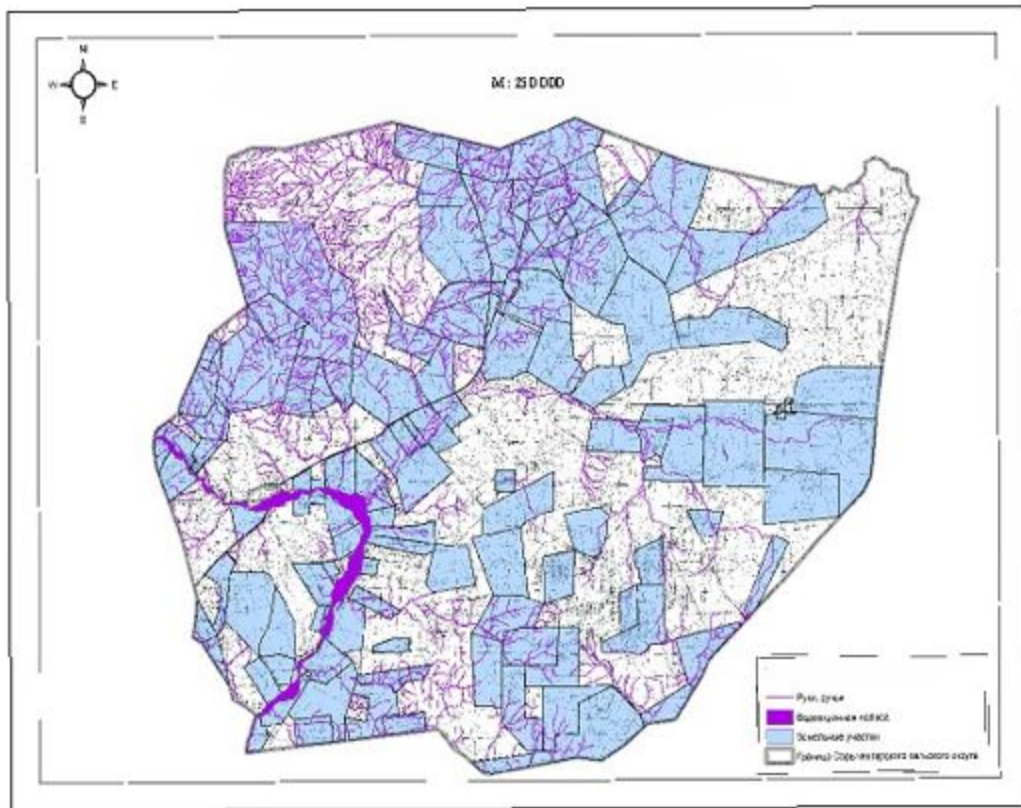 N
W E
S
М : 250 000
Реки, ручьи
Водоохранная полоса
Земельные участки
Граница сельского округа